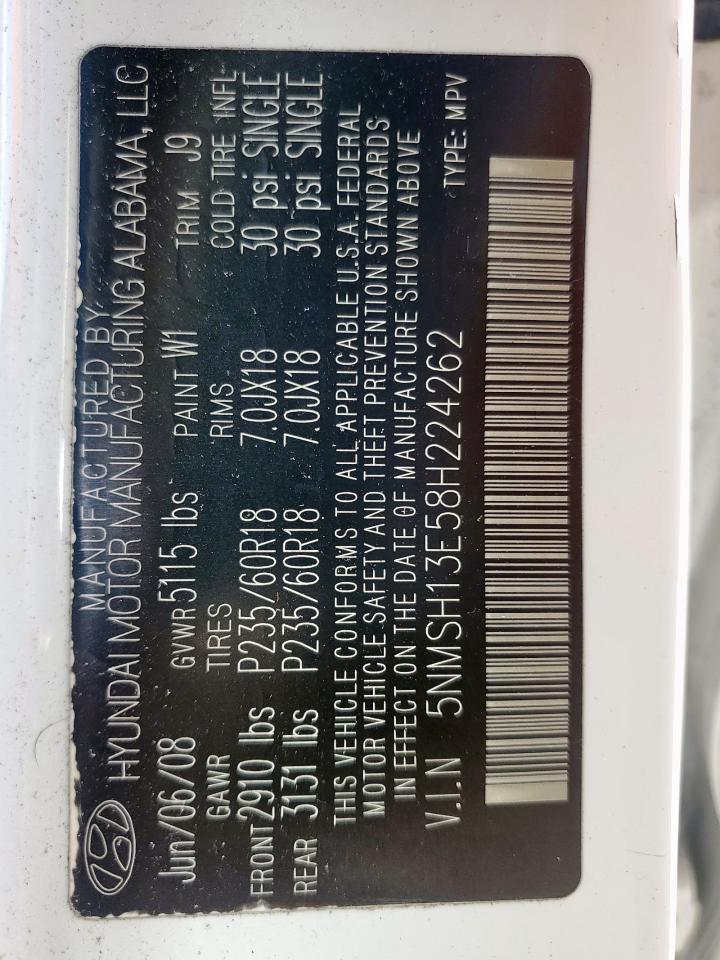 MANUFACTURED BY
HYUNDAI MOTOR MANUFACTURING ALABAMA, LLC
Jun/06/08 GVWR 5115 lbs PAINT W1 TRIM J9
GAWR TIRES RIMS COLD TIRE INFL
FRONT 2910 lbs P235/60R18 7.0JX18 30 psi SINGLE
REAR 3131 lbs P235/60R18 7.0JX18 30 psi SINGLE
THIS VEHICLE CONFORMS TO ALL APPLICABLE U.S.A. FEDERAL
MOTOR VEHICLE SAFETY AND THEFT PREVENTION STANDARDS
IN EFFECT ON THE DATE OF MANUFACTURE SHOWN ABOVE
V.I.N 5NMSH13E58H224262 TYPE: MPV